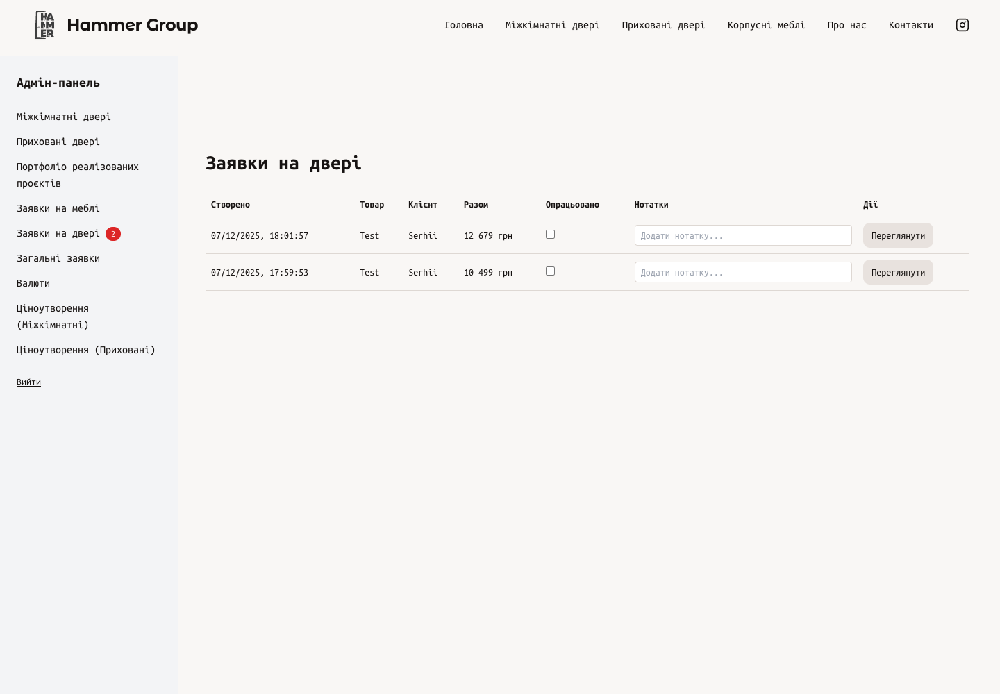 HAMMER
Hammer Group
Головна Міжкімнатні двері Приховані двері Корпусні меблі Про нас Контакти
Адмін-панель
Міжкімнатні двері
Приховані двері
Портфоліо реалізованих
проєктів
Заявки на меблі
Заявки на двері 2
Загальні заявки
Валюти
Ціноутворення
(Міжкімнатні)
Ціноутворення (Приховані)
Вийти
Заявки на двері
Створено Товар Клієнт Разом Опрацьовано Нотатки Дії
07/12/2025, 18:01:57 Test Serhii 12 679 грн Додати нотатку... Переглянути
07/12/2025, 17:59:53 Test Serhii 10 499 грн Додати нотатку... Переглянути